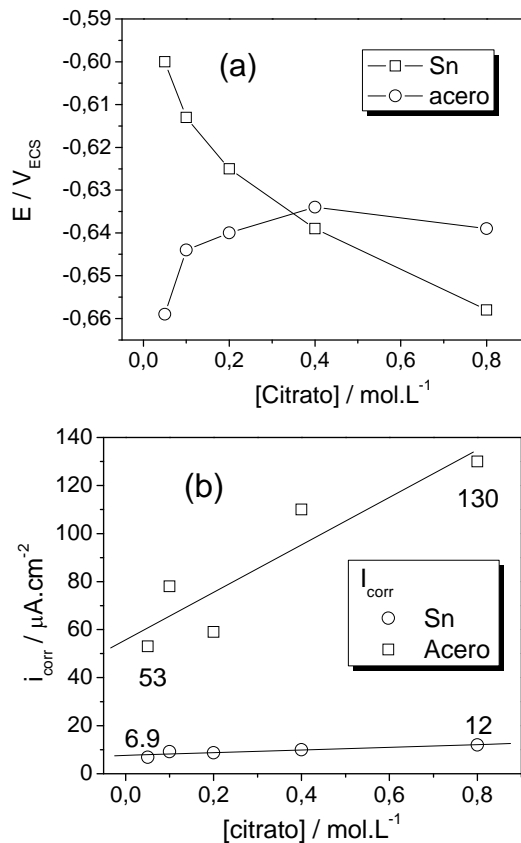 -0,59
-0,60
-0,61
-0,62
-0,63
-0,64
-0,65
-0,66
E / V_ECS
(a)
Sn
acero
0,0 0,2 0,4 0,6 0,8
[Citrato] / mol.L⁻¹
140
120
100
80
60
40
20
0
i_corr / µA.cm⁻²
(b)
130
I_corr
Sn
Acero
53
6.9
12
0,0 0,2 0,4 0,6 0,8
[citrato] / mol.L⁻¹